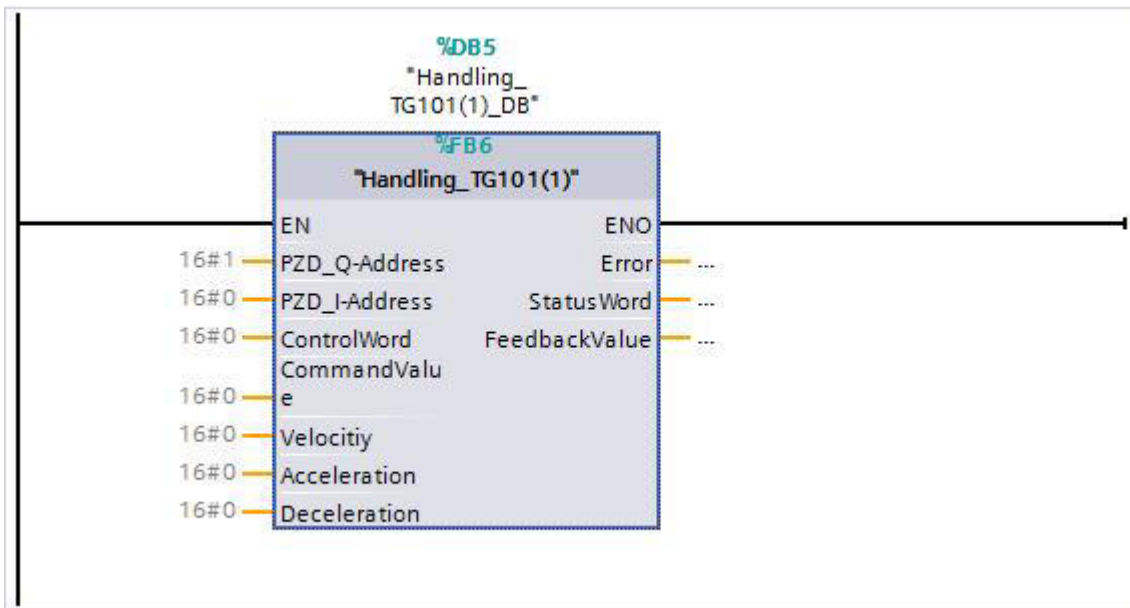 %DB5
"Handling_
TG101(1)_DB"
%FB6
"Handling_TG101(1)"
EN ENO
16#1 PZD_Q-Address Error ...
16#0 PZD_I-Address StatusWord ...
16#0 ControlWord FeedbackValue ...
CommandValu
16#0 e
16#0 Velocitiy
16#0 Acceleration
16#0 Deceleration